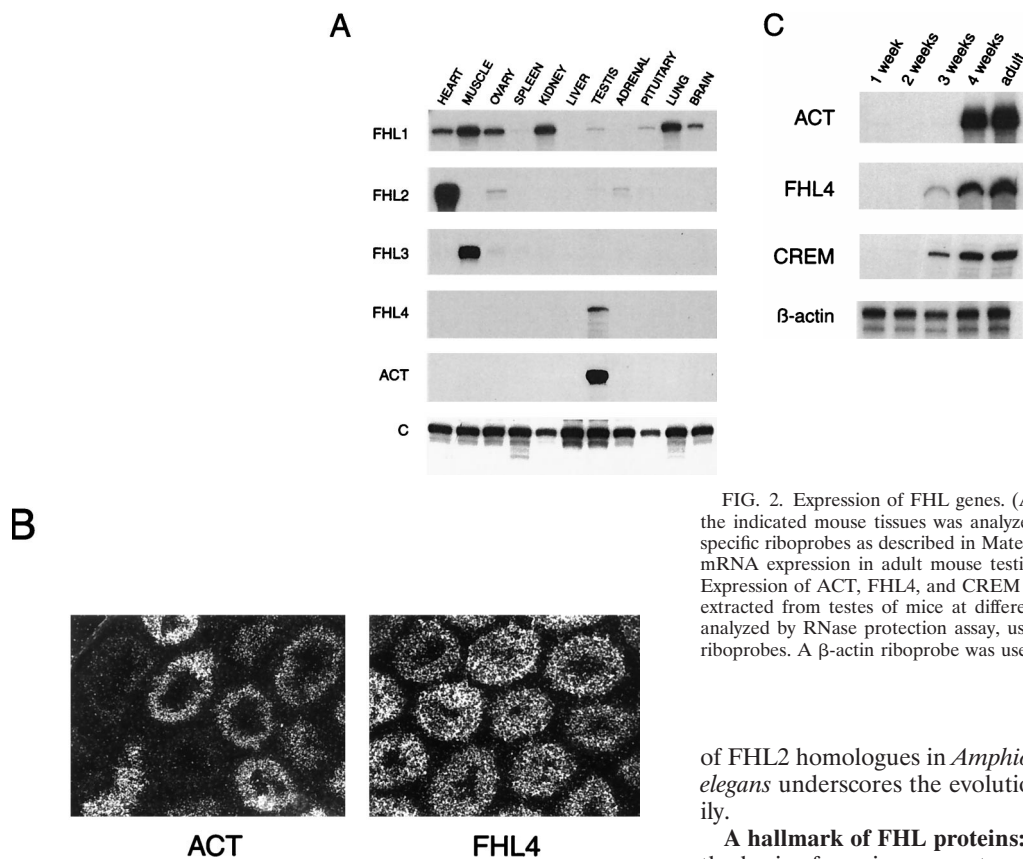 A
HEART MUSCLE OVARY SPLEEN KIDNEY LIVER TESTIS ADRENAL PITUITARY LUNG BRAIN
FHL1
FHL2
FHL3
FHL4
ACT
C
C
1 week 2 weeks 3 weeks 4 weeks adult
ACT
FHL4
CREM
ß-actin
B
ACT FHL4
FIG. 2. Expression of FHL genes. (A
the indicated mouse tissues was analyze
specific riboprobes as described in Mate
mRNA expression in adult mouse testi
Expression of ACT, FHL4, and CREM
extracted from testes of mice at differe
analyzed by RNase protection assay, us
riboprobes. A β-actin riboprobe was use
of FHL2 homologues in Amphio
elegans underscores the evolutio
ily.
A hallmark of FHL proteins: